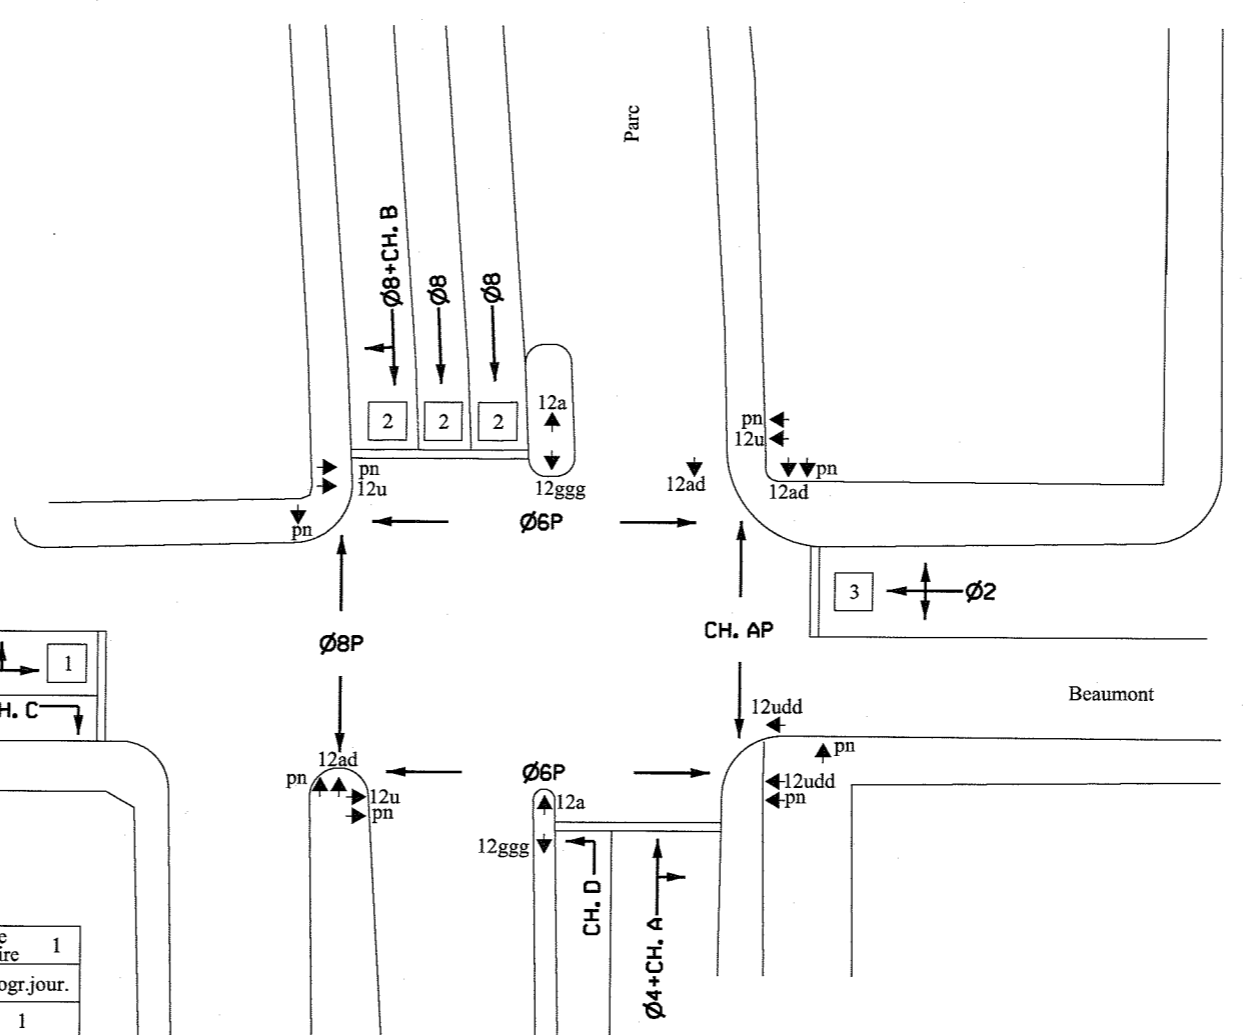 Parc
Ø8+CH. B
Ø8
Ø8
2
2
2
12a
12ggg
pn
12u
pn
pn
12u
12ad
pn
12ad
Ø6P
3
Ø2
Ø8P
CH. AP
1
H. C
Beaumont
12udd
pn
12ad
pn
12u
pn
Ø6P
12a
12udd
pn
12ggg
CH. D
Ø4+CH. A
e
ire 1
ogr.jour.
1